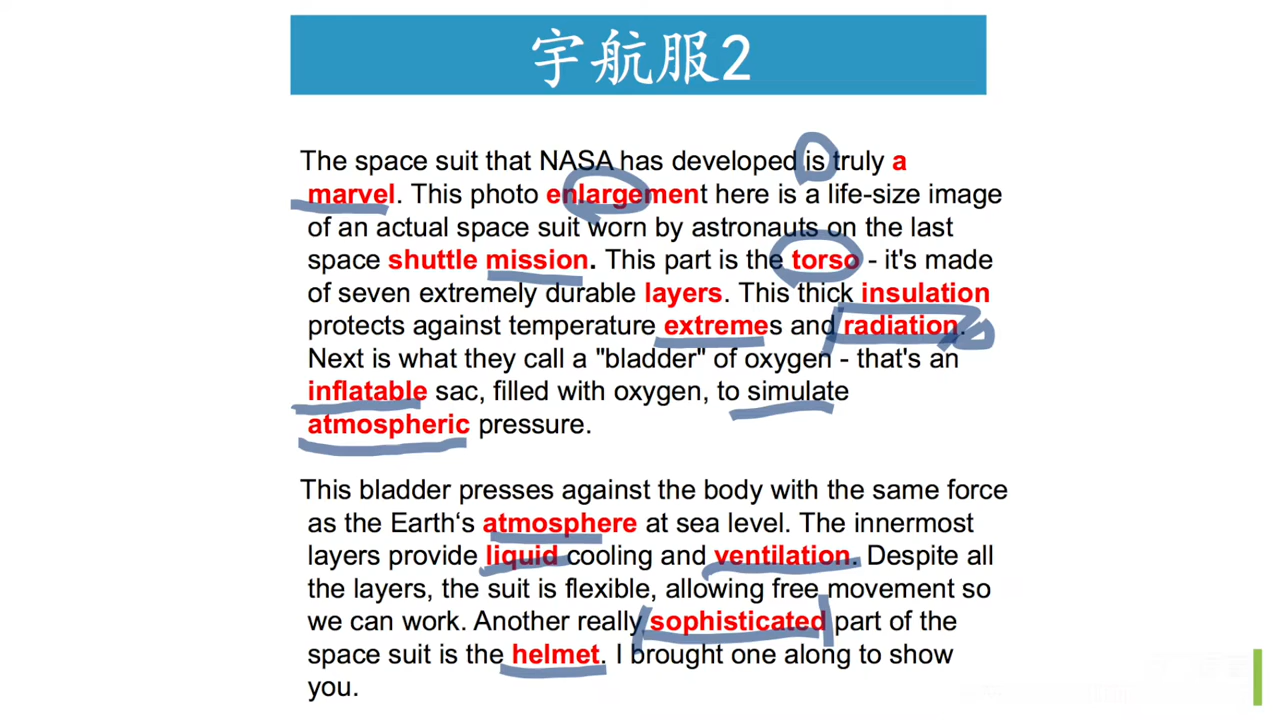 宇航服2
The space suit that NASA has developed is truly a
marvel. This photo enlargement here is a life-size image
of an actual space suit worn by astronauts on the last
space shuttle mission. This part is the torso - it's made
of seven extremely durable layers. This thick insulation
protects against temperature extremes and radiation.
Next is what they call a "bladder" of oxygen - that's an
inflatable sac, filled with oxygen, to simulate
atmospheric pressure.
This bladder presses against the body with the same force
as the Earth‘s atmosphere at sea level. The innermost
layers provide liquid cooling and ventilation. Despite all
the layers, the suit is flexible, allowing free movement so
we can work. Another really sophisticated part of the
space suit is the helmet. I brought one along to show
you.